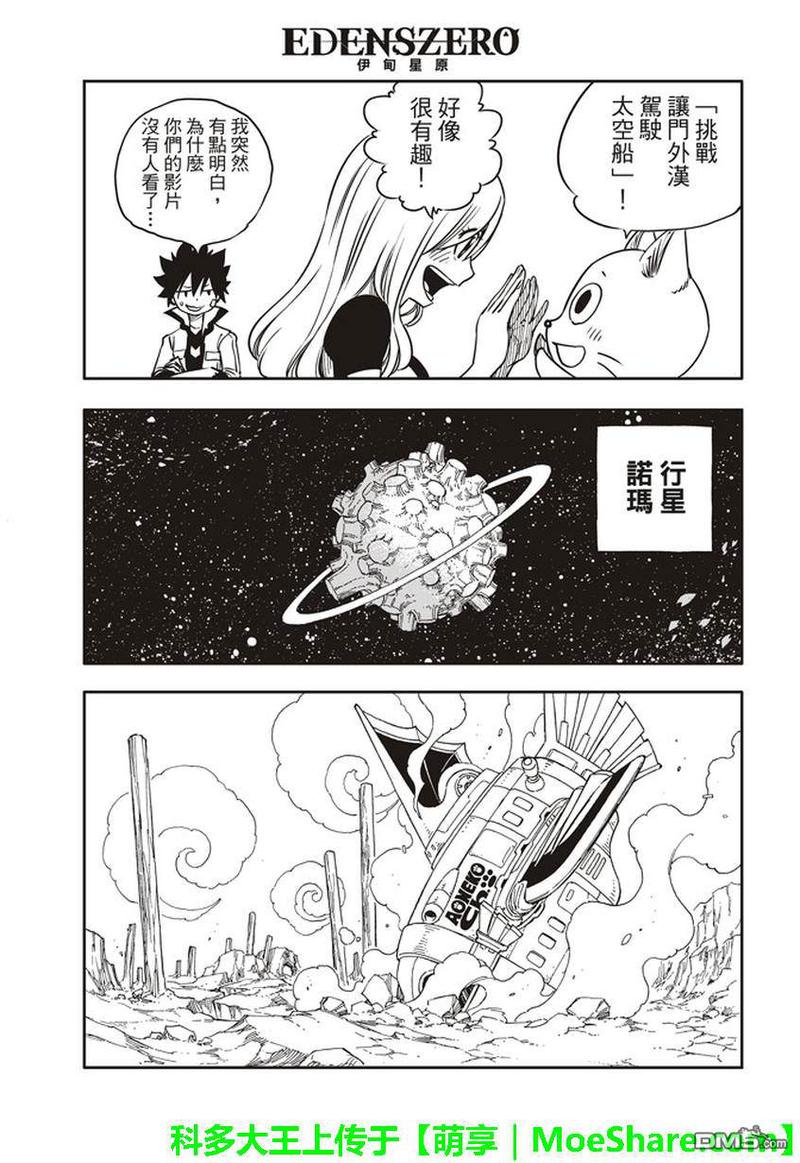 EDENSZERO
伊甸星原
「挑戰
讓門外漢
駕駛
太空船」！
好像
很有趣！
我突然
有點明白，
為什麼
你們的影片
沒有人看了…
行星
諾瑪
AONEKO
Ch
科多大王上传于【萌享｜MoeShare.com】